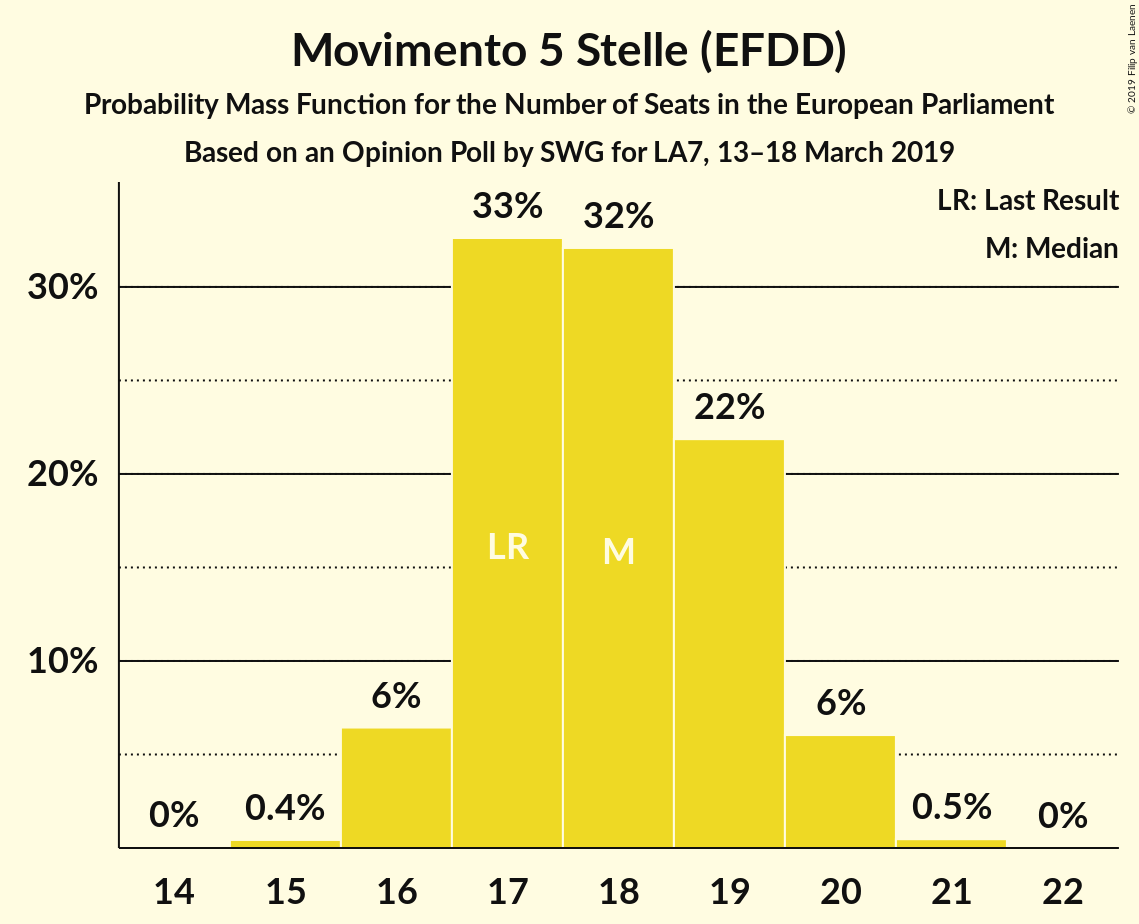 Movimento 5 Stelle (EFDD)
Probability Mass Function for the Number of Seats in the European Parliament
Based on an Opinion Poll by SWG for LA7, 13–18 March 2019
© 2019 Filip van Laenen
LR: Last Result
M: Median
33%
32%
30%
22%
20%
LR
M
10%
6%
6%
0%
0.4%
0.5%
0%
14 15 16 17 18 19 20 21 22